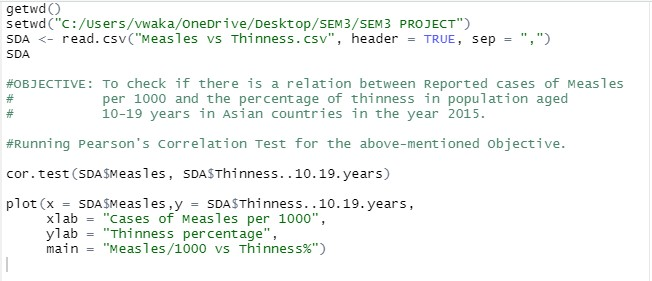 getwd()
setwd("C:/Users/vwaka/OneDrive/Desktop/SEM3/SEM3 PROJECT")
SDA <- read.csv("Measles vs Thinness.csv", header = TRUE, sep = ",")
SDA
#OBJECTIVE: To check if there is a relation between Reported cases of Measles
#           per 1000 and the percentage of thinness in population aged
#           10-19 years in Asian countries in the year 2015.
#Running Pearson's Correlation Test for the above-mentioned Objective.
cor.test(SDA$Measles, SDA$Thinness..10.19.years)
plot(x = SDA$Measles,y = SDA$Thinness..10.19.years,
     xlab = "Cases of Measles per 1000",
     ylab = "Thinness percentage",
     main = "Measles/1000 vs Thinness%")